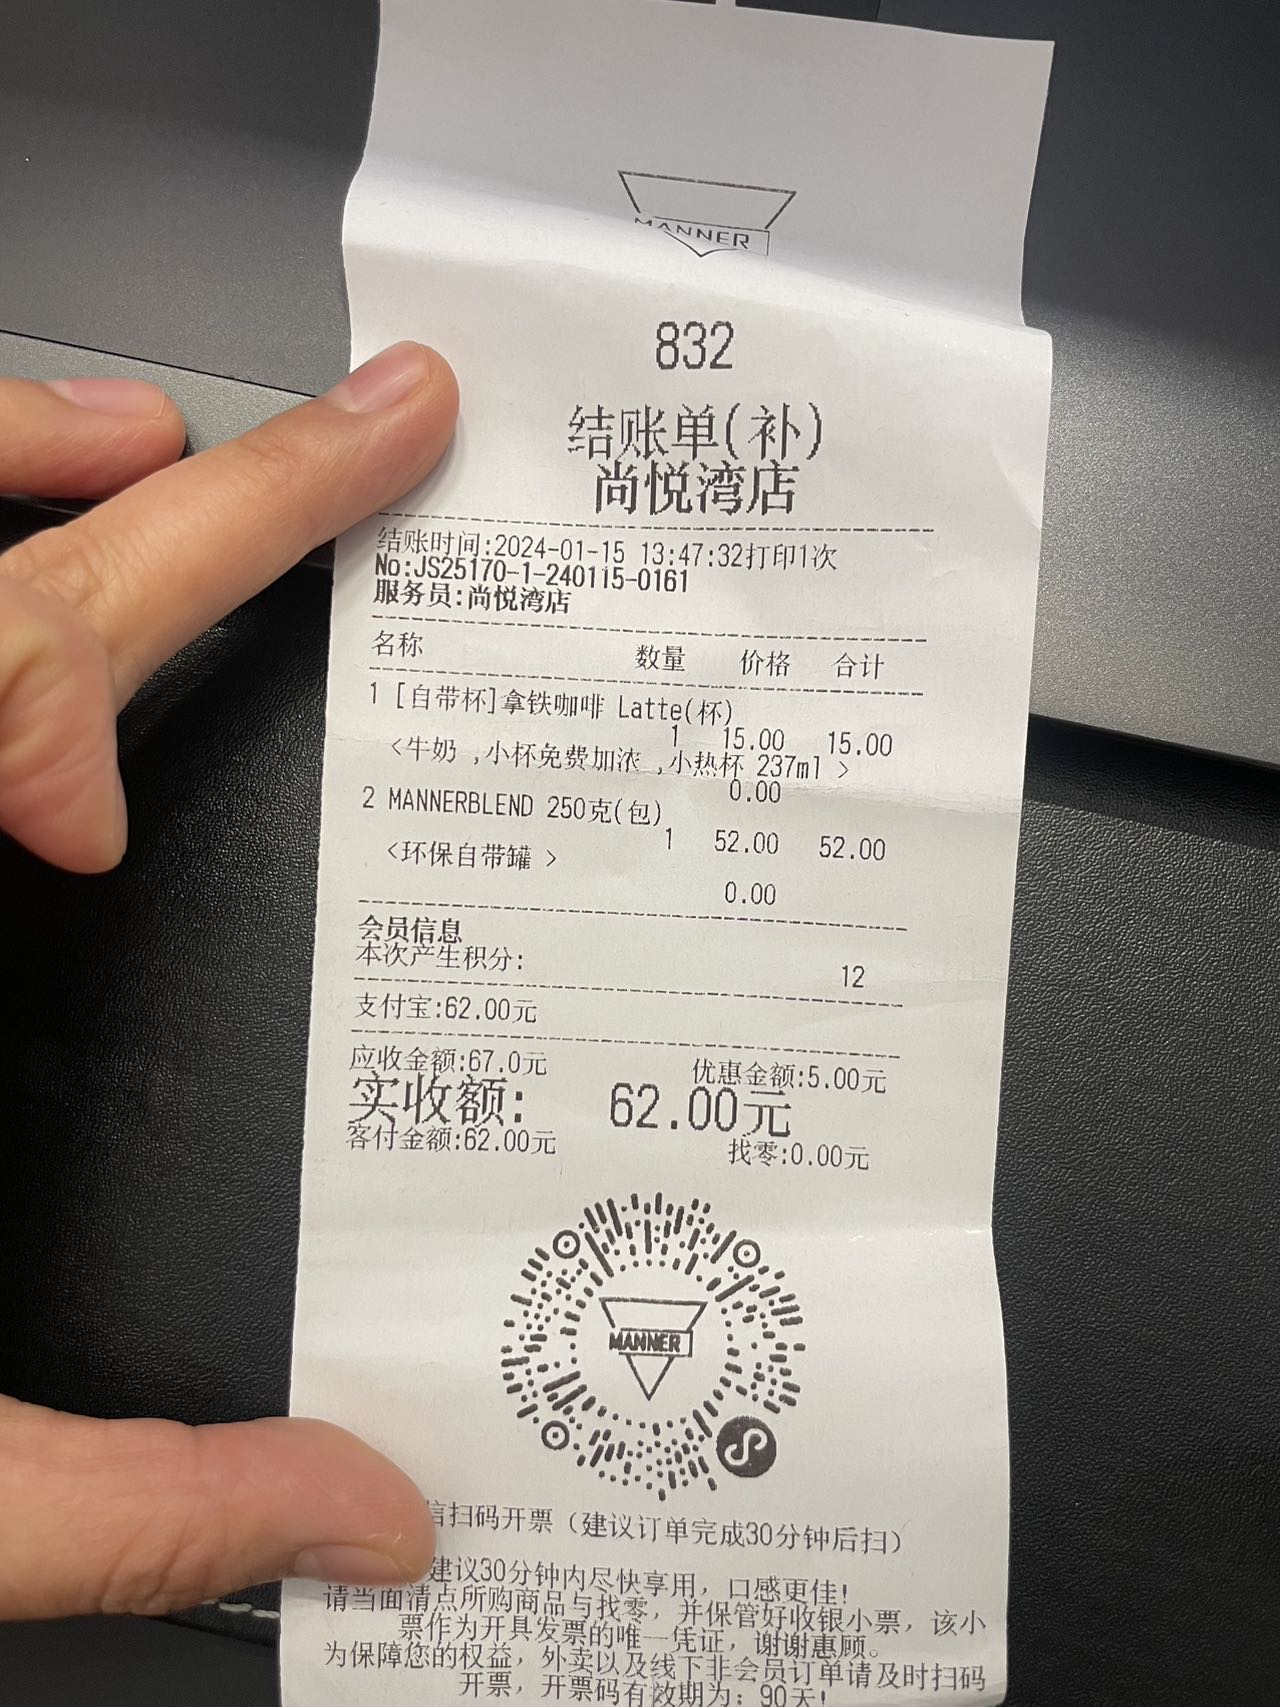 MANNER
832
结账单(补)
尚悦湾店
结账时间:2024-01-15 13:47:32打印1次
No:JS25170-1-240115-0161
服务员:尚悦湾店
名称 数量 价格 合计
1 [自带杯]拿铁咖啡 Latte(杯)
1 15.00 15.00
<牛奶 ,小杯免费加浓 ,小热杯 237ml >
0.00
2 MANNERBLEND 250克(包)
1 52.00 52.00
<环保自带罐 >
0.00
会员信息
本次产生积分: 12
支付宝:62.00元
应收金额:67.0元 优惠金额:5.00元
实收额: 62.00元
客付金额:62.00元 找零:0.00元
MANNER
信扫码开票（建议订单完成30分钟后扫）
建议30分钟内尽快享用，口感更佳!
请当面清点所购商品与找零，并保管好收银小票，该小
票作为开具发票的唯一凭证，谢谢惠顾。
为保障您的权益，外卖以及线下非会员订单请及时扫码
开票，开票码有效期为：90天!